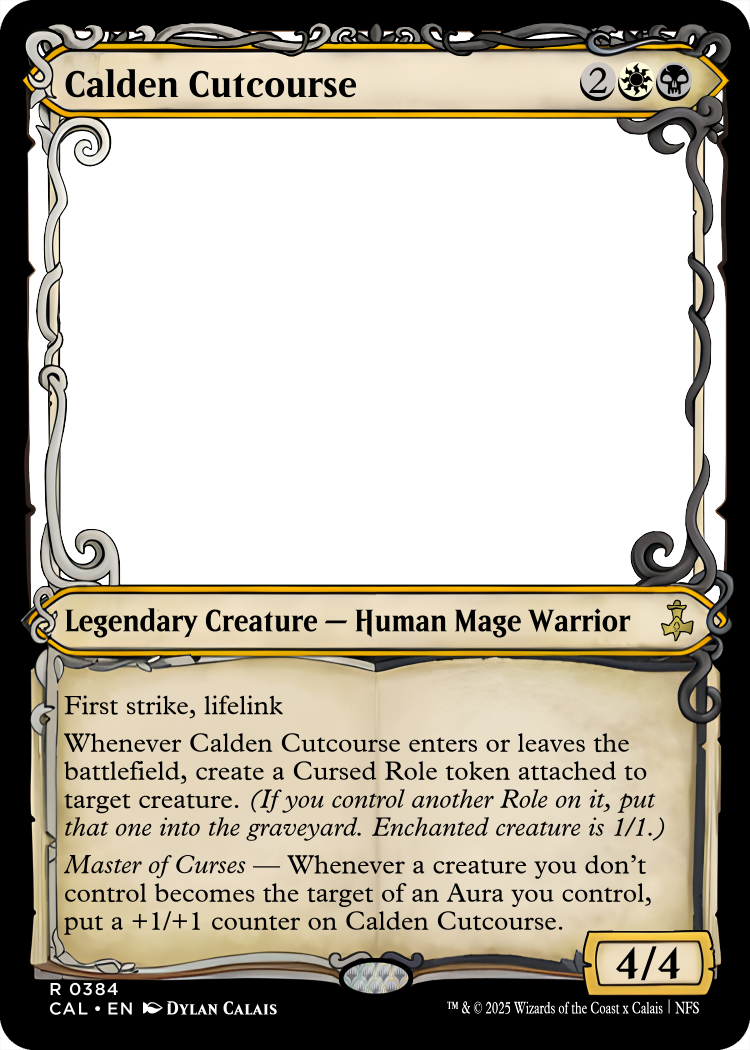 Calden Cutcourse 2
Legendary Creature — Human Mage Warrior
First strike, lifelink
Whenever Calden Cutcourse enters or leaves the
battlefield, create a Cursed Role token attached to
target creature. (If you control another Role on it, put
that one into the graveyard. Enchanted creature is 1/1.)
Master of Curses — Whenever a creature you don't
control becomes the target of an Aura you control,
put a +1/+1 counter on Calden Cutcourse.
4/4
R 0384
CAL • EN DYLAN CALAIS
™ & © 2025 Wizards of the Coast x Calais | NFS